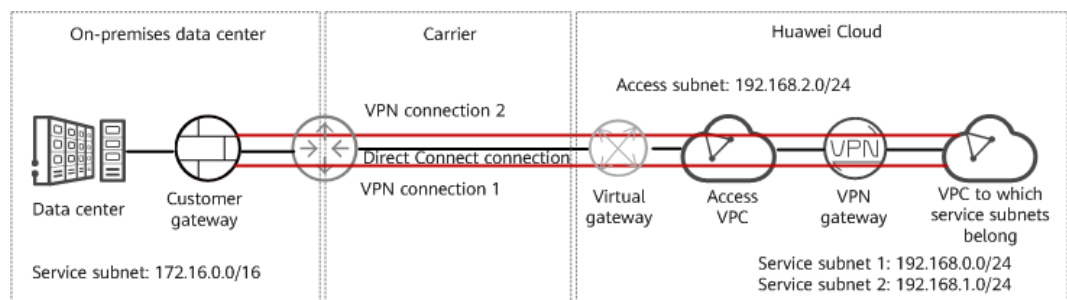 On-premises data center
Carrier
Huawei Cloud
Access subnet: 192.168.2.0/24
VPN connection 2
Direct Connect connection
VPN connection 1
VPN
Data center
Customer
gateway
Virtual
gateway
Access
VPC
VPN
gateway
VPC to which
service subnets
belong
Service subnet: 172.16.0.0/16
Service subnet 1: 192.168.0.0/24
Service subnet 2: 192.168.1.0/24